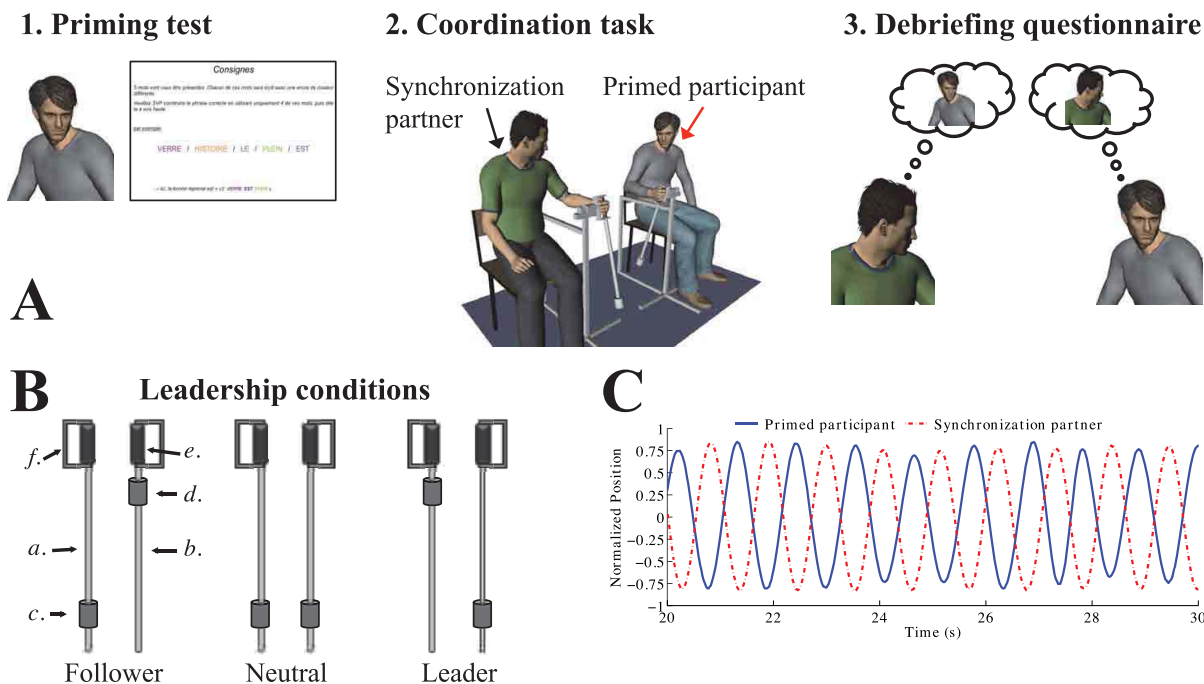 1. Priming test
2. Coordination task
3. Debriefing questionnaire
Consignes
VERRE / HISTOIRE / LE / PLEIN / EST
Synchronization
partner
Primed participant
A
B
Leadership conditions
f.
e.
d.
a.
b.
c.
Follower
Neutral
Leader
C
Primed participant
Synchronization partner
Normalized Position
1
0.75
0.5
0.25
0
−0.25
−0.5
−0.75
−1
20
22
24
26
28
30
Time (s)